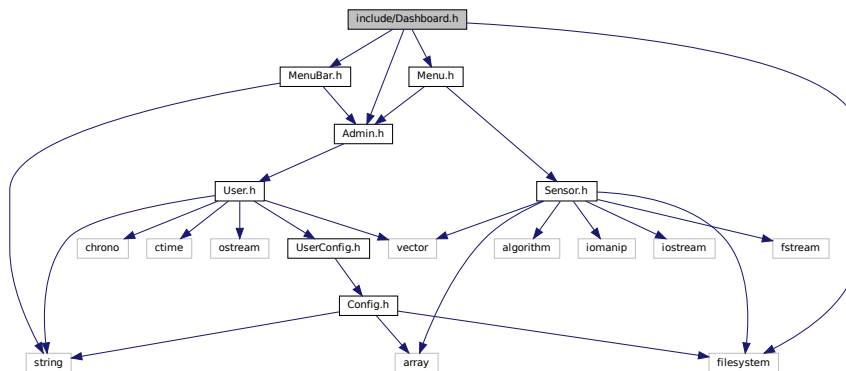 include/Dashboard.h
MenuBar.h
Menu.h
Admin.h
User.h
Sensor.h
chrono
ctime
ostream
UserConfig.h
vector
algorithm
iomanip
iostream
fstream
Config.h
string
array
filesystem